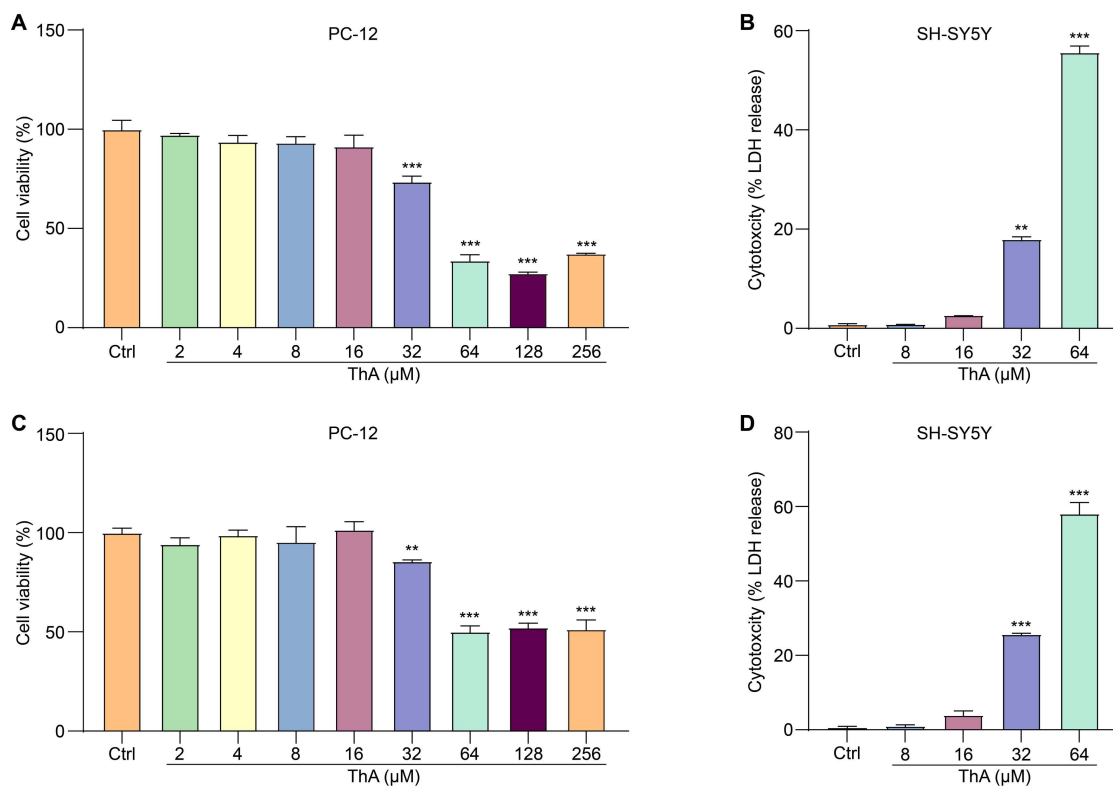 A
PC-12
Cell viability (%)
150
100
50
0
***
***
***
***
Ctrl 2 4 8 16 32 64 128 256
ThA (μM)
B
SH-SY5Y
Cytotoxcity (% LDH release)
60
40
20
0
**
***
Ctrl 8 16 32 64
ThA (μM)
C
PC-12
Cell viability (%)
150
100
50
0
**
***
***
***
Ctrl 2 4 8 16 32 64 128 256
ThA (μM)
D
SH-SY5Y
Cytotoxcity (% LDH release)
80
60
40
20
0
***
***
Ctrl 8 16 32 64
ThA (μM)